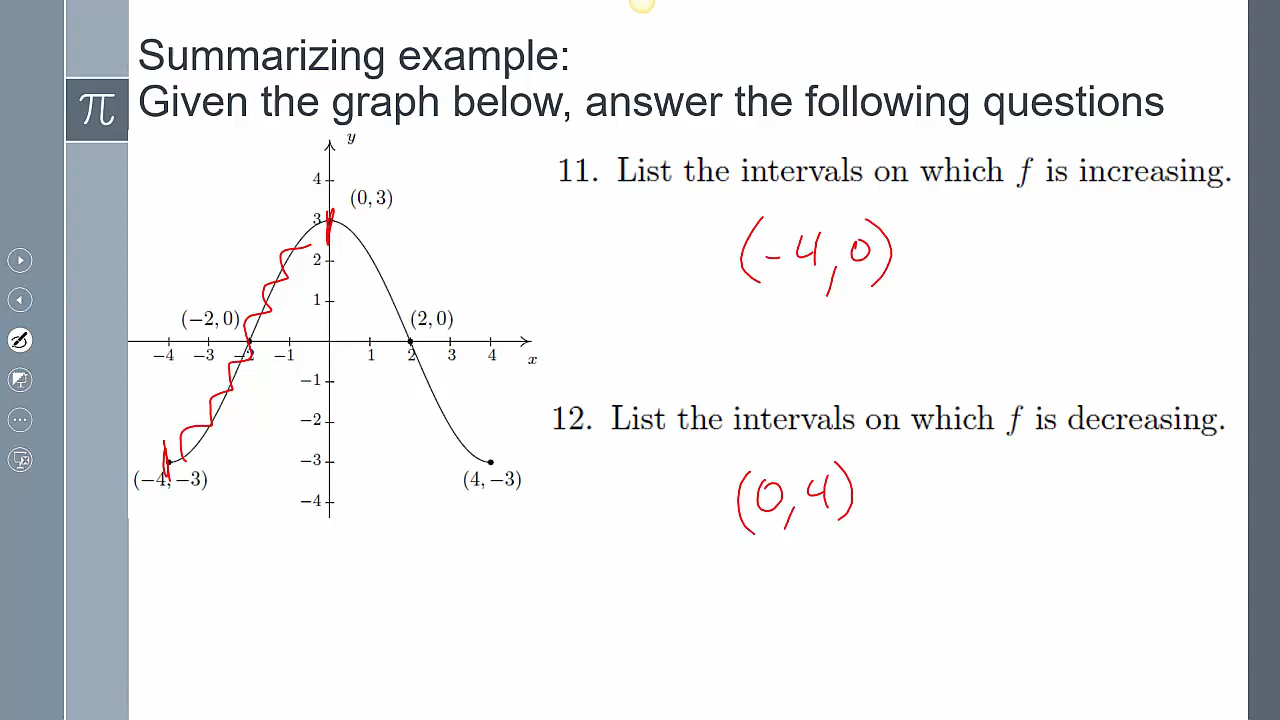 Summarizing example:
π Given the graph below, answer the following questions
y
4
(0, 3)
3
2
1
(−2, 0)
(2, 0)
−4 −3 −2 −1 1 2 3 4 x
−1
−2
−3
−4
(−4, −3)
(4, −3)
11. List the intervals on which f is increasing.
(-4,0)
12. List the intervals on which f is decreasing.
(0,4)